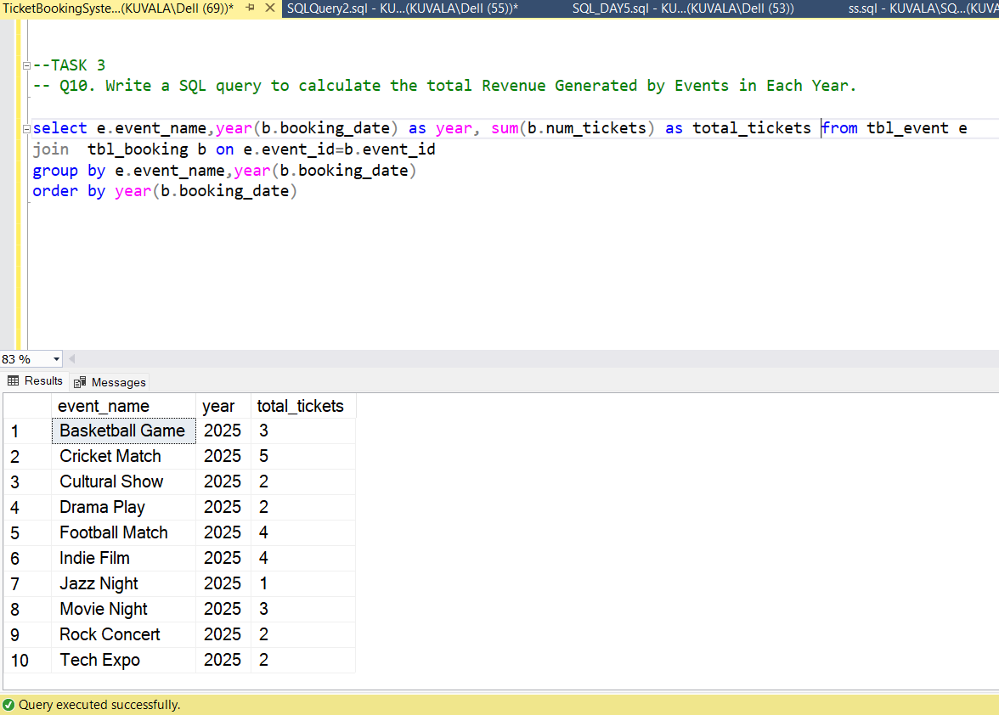 TicketBookingSyste...(KUVALA\Dell (69))* SQLQuery2.sql - KU...(KUVALA\Dell (55))* SQL_DAY5.sql - KU...(KUVALA\Dell (53)) ss.sql - KUVALA\SQ...(KUVA
--TASK 3
-- Q10. Write a SQL query to calculate the total Revenue Generated by Events in Each Year.
select e.event_name,year(b.booking_date) as year, sum(b.num_tickets) as total_tickets from tbl_event e
join  tbl_booking b on e.event_id=b.event_id
group by e.event_name,year(b.booking_date)
order by year(b.booking_date)
83 %
Results Messages
event_name year total_tickets
1 Basketball Game 2025 3
2 Cricket Match 2025 5
3 Cultural Show 2025 2
4 Drama Play 2025 2
5 Football Match 2025 4
6 Indie Film 2025 4
7 Jazz Night 2025 1
8 Movie Night 2025 3
9 Rock Concert 2025 2
10 Tech Expo 2025 2
Query executed successfully.